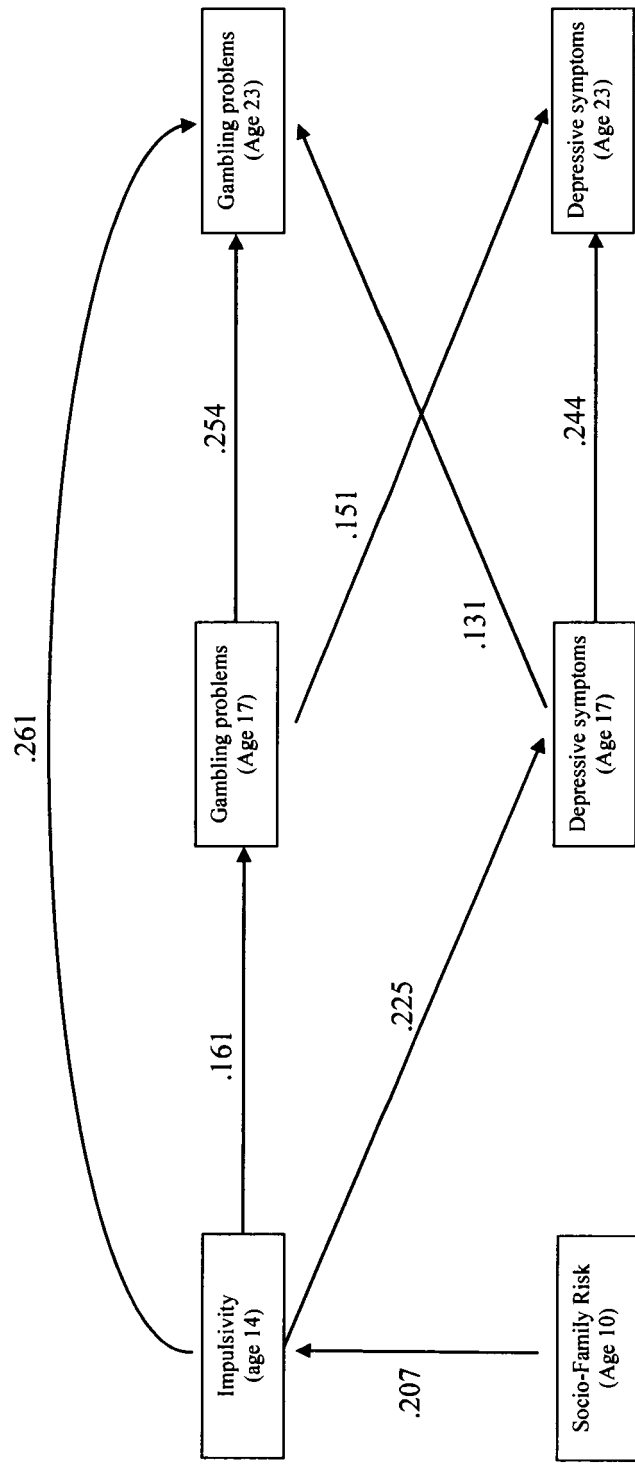 .261
Impulsivity
(age 14)
.161
Gambling problems
(Age 17)
.254
Gambling problems
(Age 23)
.207
.225
.151
.131
Socio-Family Risk
(Age 10)
Depressive symptoms
(Age 17)
.244
Depressive symptoms
(Age 23)